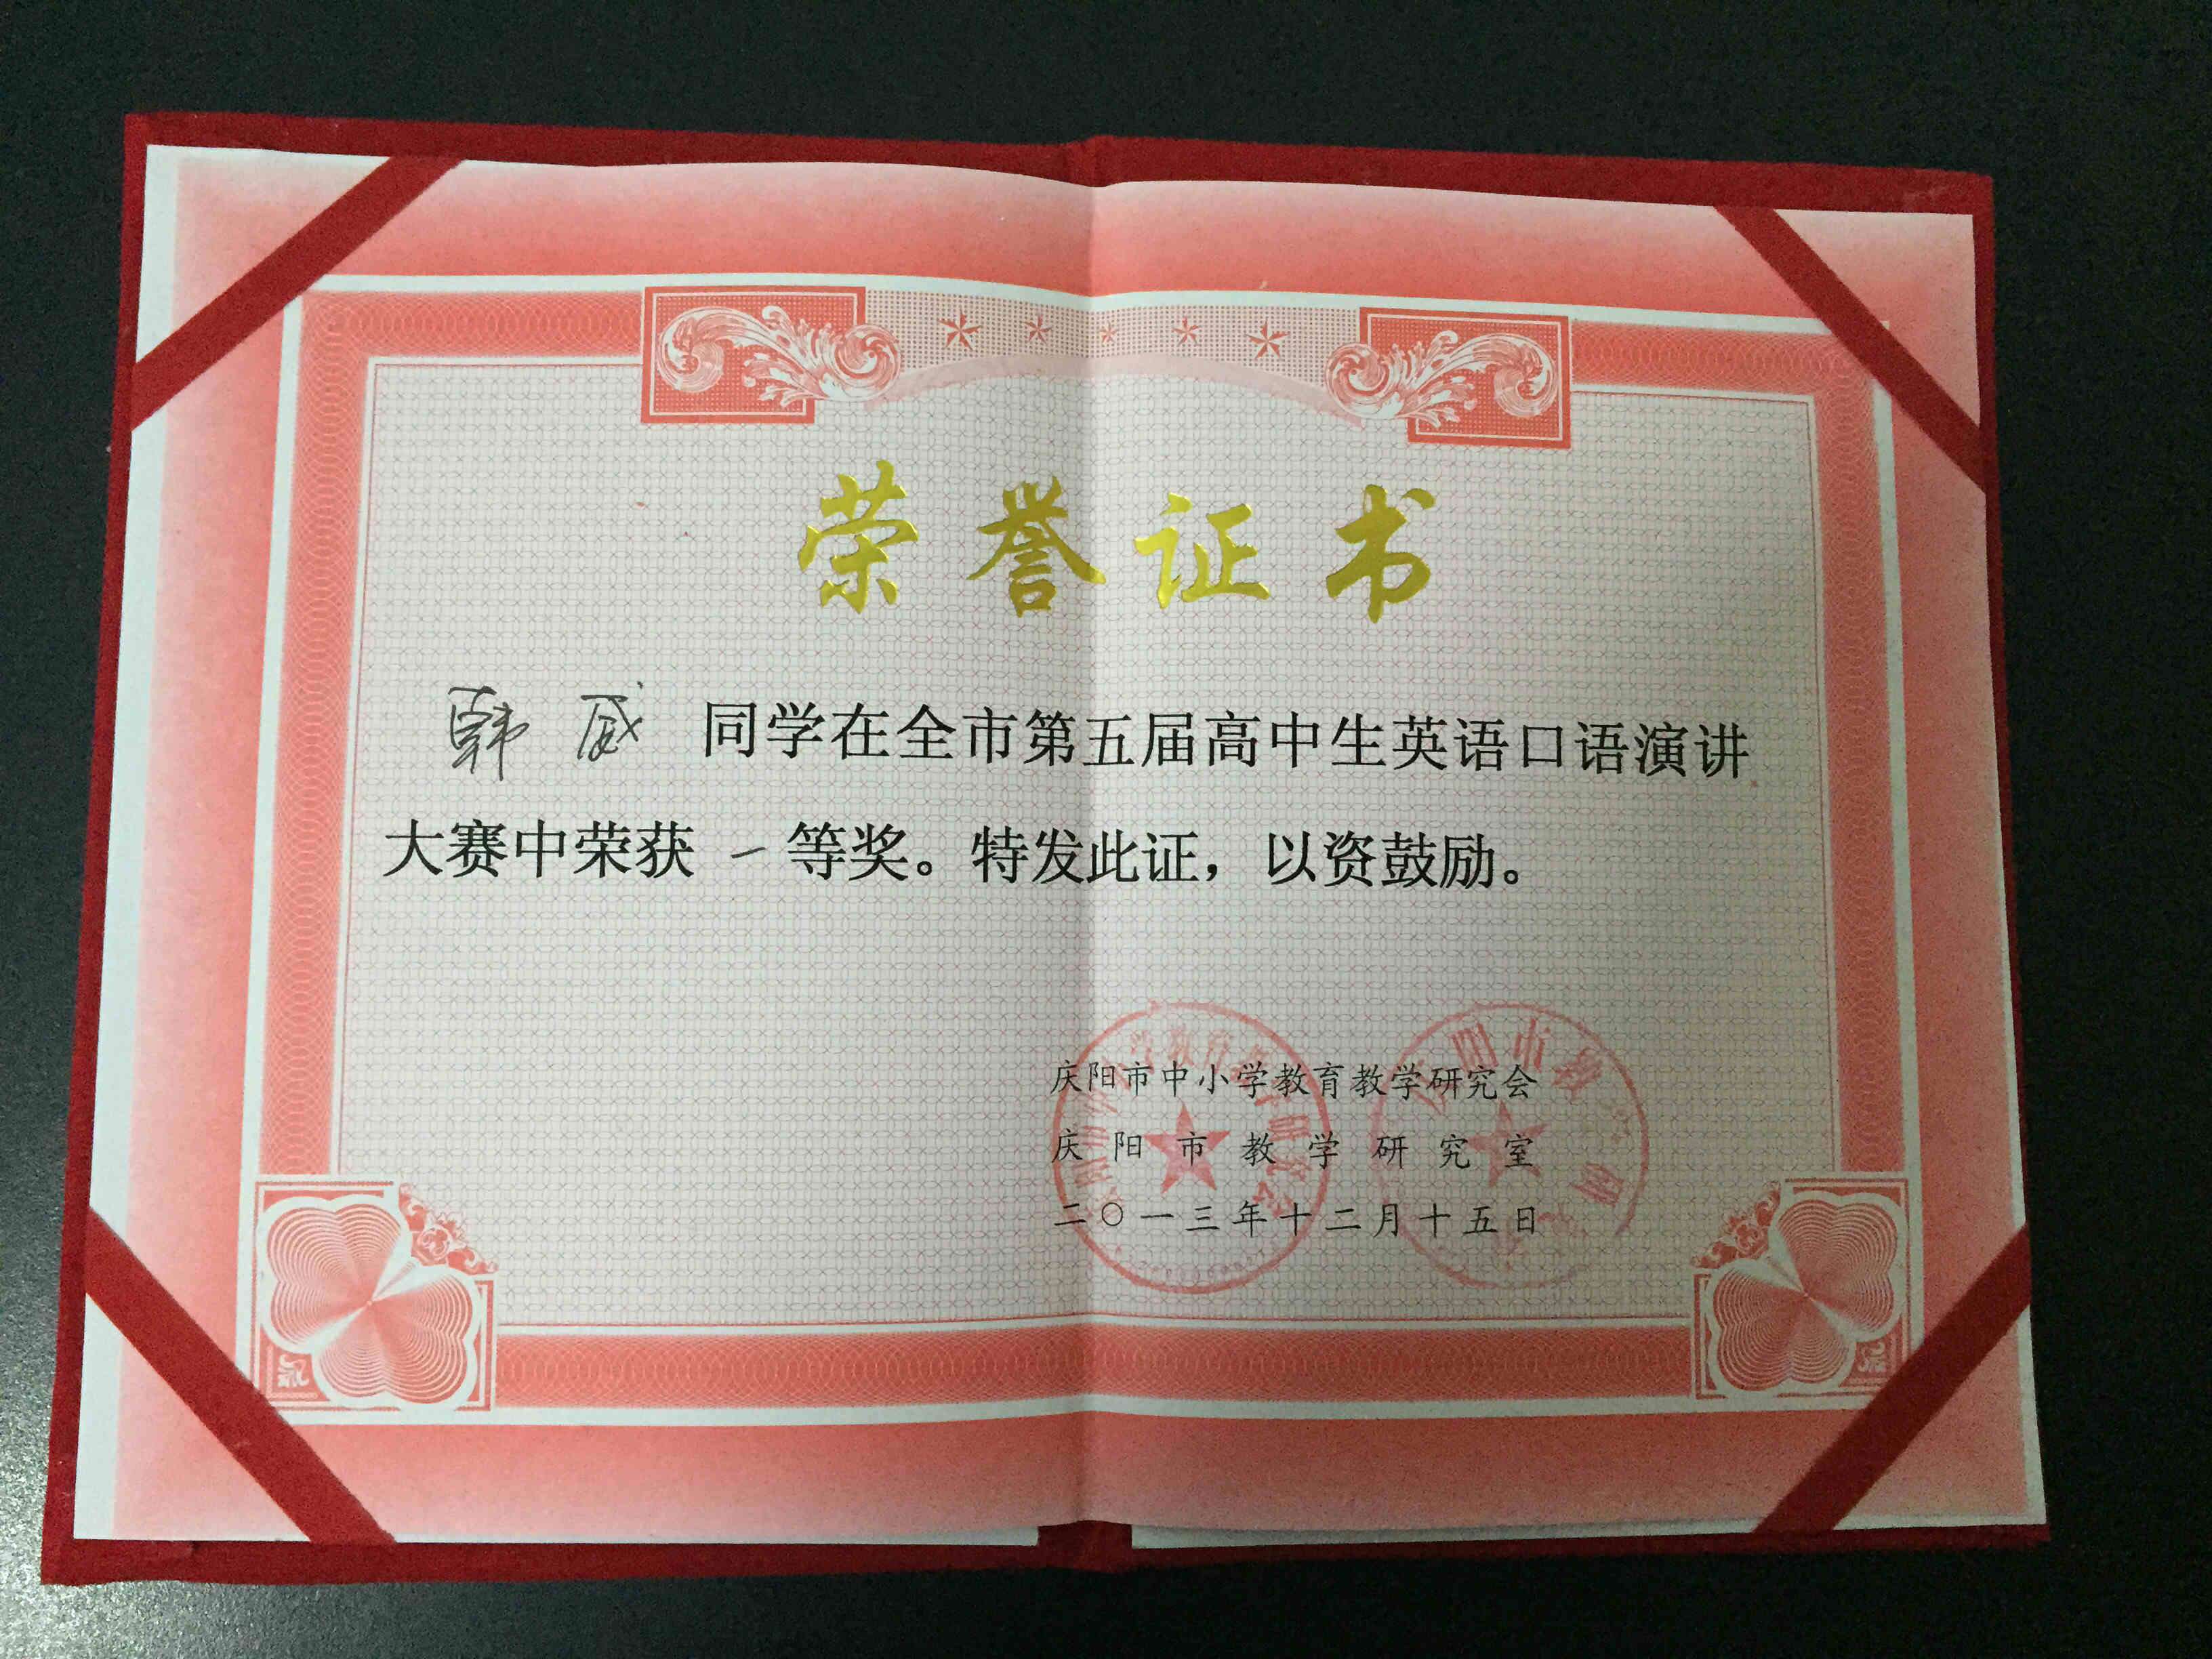 荣誉证书
韩威 同学在全市第五届高中生英语口语演讲
大赛中荣获 一 等奖。特发此证，以资鼓励。
庆阳市中小学教育教学研究会
庆阳市教学研究室
二〇一三年十二月十五日